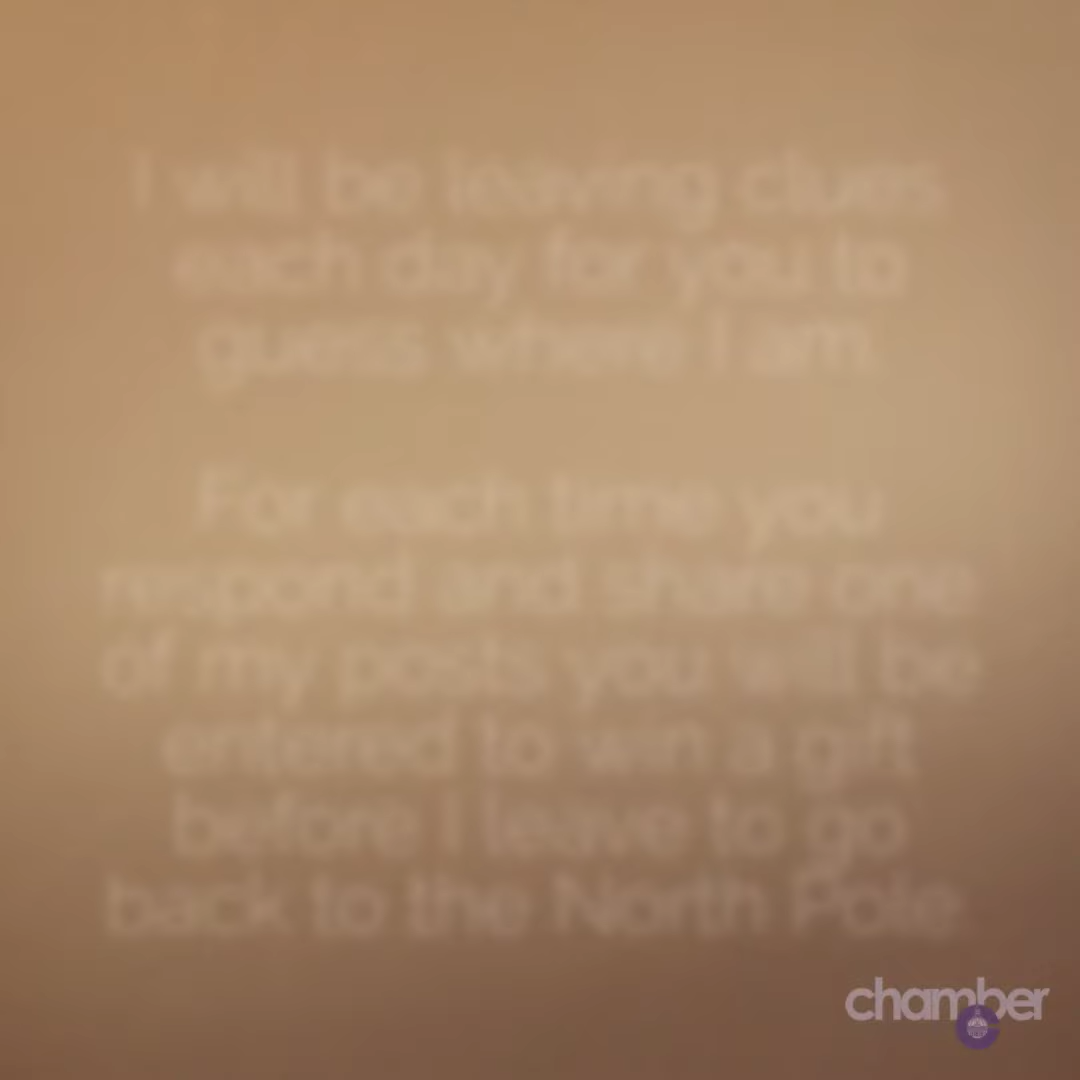 I will be leaving clues
each day for you to
guess where I am.
For each time you
respond and share one
of my posts you will be
entered to win a gift
before I leave to go
back to the North Pole.
chamber